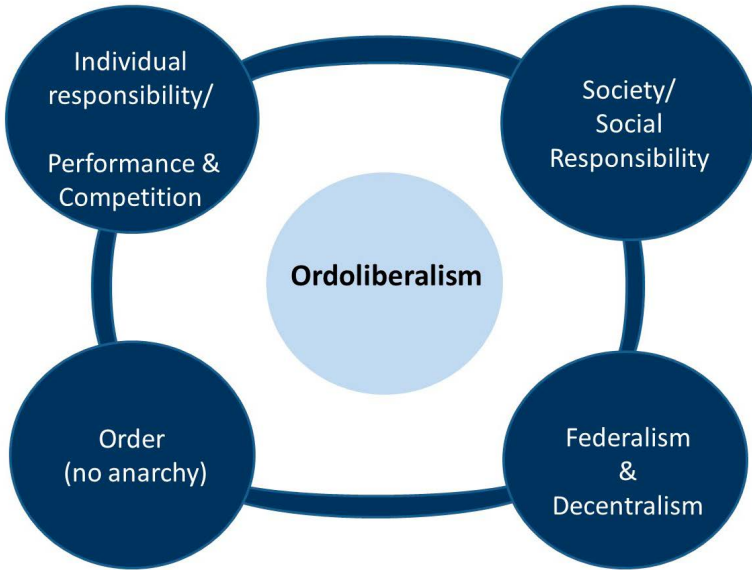 Individual
responsibility/
Performance &
Competition
Society/
Social
Responsibility
Ordoliberalism
Order
(no anarchy)
Federalism
&
Decentralism